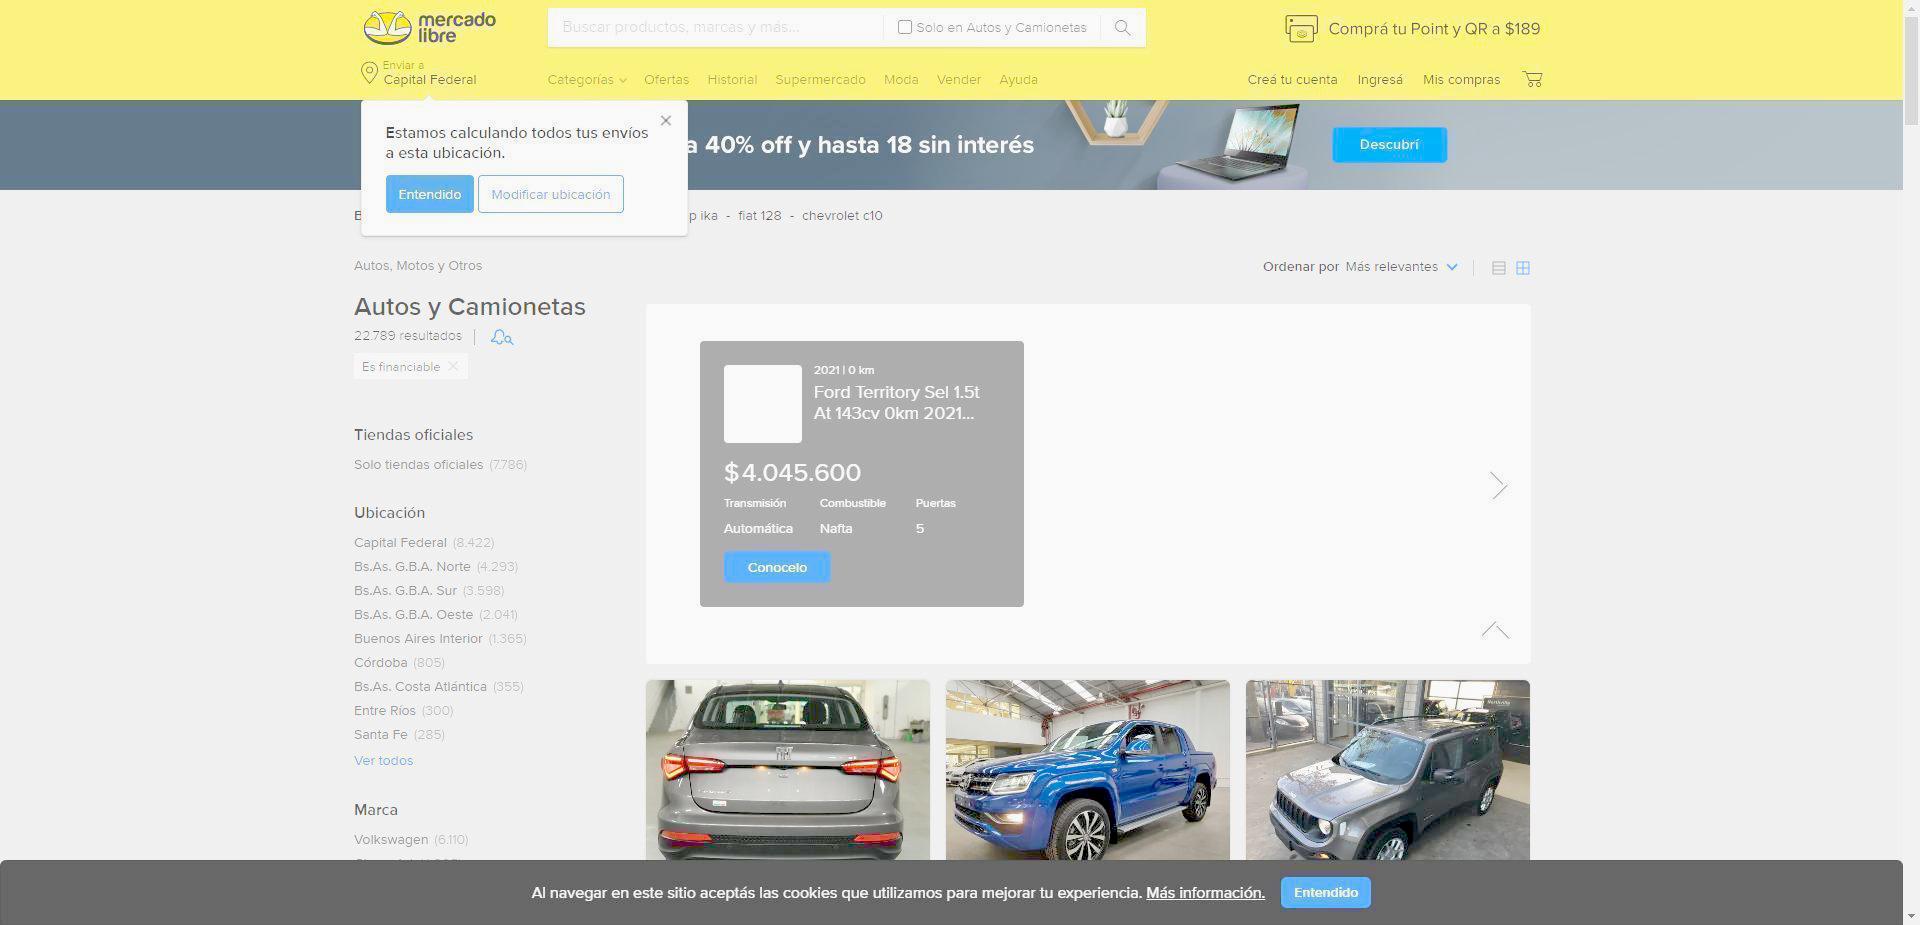 mercado
libre
Buscar productos, marcas y más...
Solo en Autos y Camionetas
Comprá tu Point y QR a $189
Enviar a
Capital Federal
Categorías
Ofertas
Historial
Supermercado
Moda
Vender
Ayuda
Creá tu cuenta
Ingresá
Mis compras
Estamos calculando todos tus envíos
a esta ubicación.
Entendido
Modificar ubicación
a 40% off y hasta 18 sin interés
Descubrí
B
p ika - fiat 128 - chevrolet c10
Autos, Motos y Otros
Ordenar por Más relevantes
Autos y Camionetas
22.789 resultados
Es financiable
Tiendas oficiales
Solo tiendas oficiales (7.786)
Ubicación
Capital Federal (8.422)
Bs.As. G.B.A. Norte (4.293)
Bs.As. G.B.A. Sur (3.598)
Bs.As. G.B.A. Oeste (2.041)
Buenos Aires Interior (1.365)
Córdoba (805)
Bs.As. Costa Atlántica (355)
Entre Ríos (300)
Santa Fe (285)
Ver todos
Marca
Volkswagen (6.110)
2021 | 0 km
Ford Territory Sel 1.5t
At 143cv 0km 2021...
$ 4.045.600
Transmisión Combustible Puertas
Automática Nafta 5
Conocelo
Al navegar en este sitio aceptás las cookies que utilizamos para mejorar tu experiencia. Más información.
Entendido